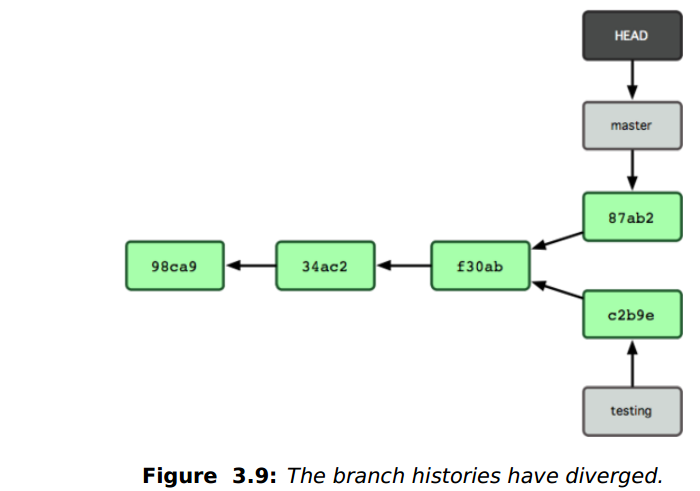 HEAD
master
87ab2
98ca9
34ac2
f30ab
c2b9e
testing
Figure 3.9: The branch histories have diverged.